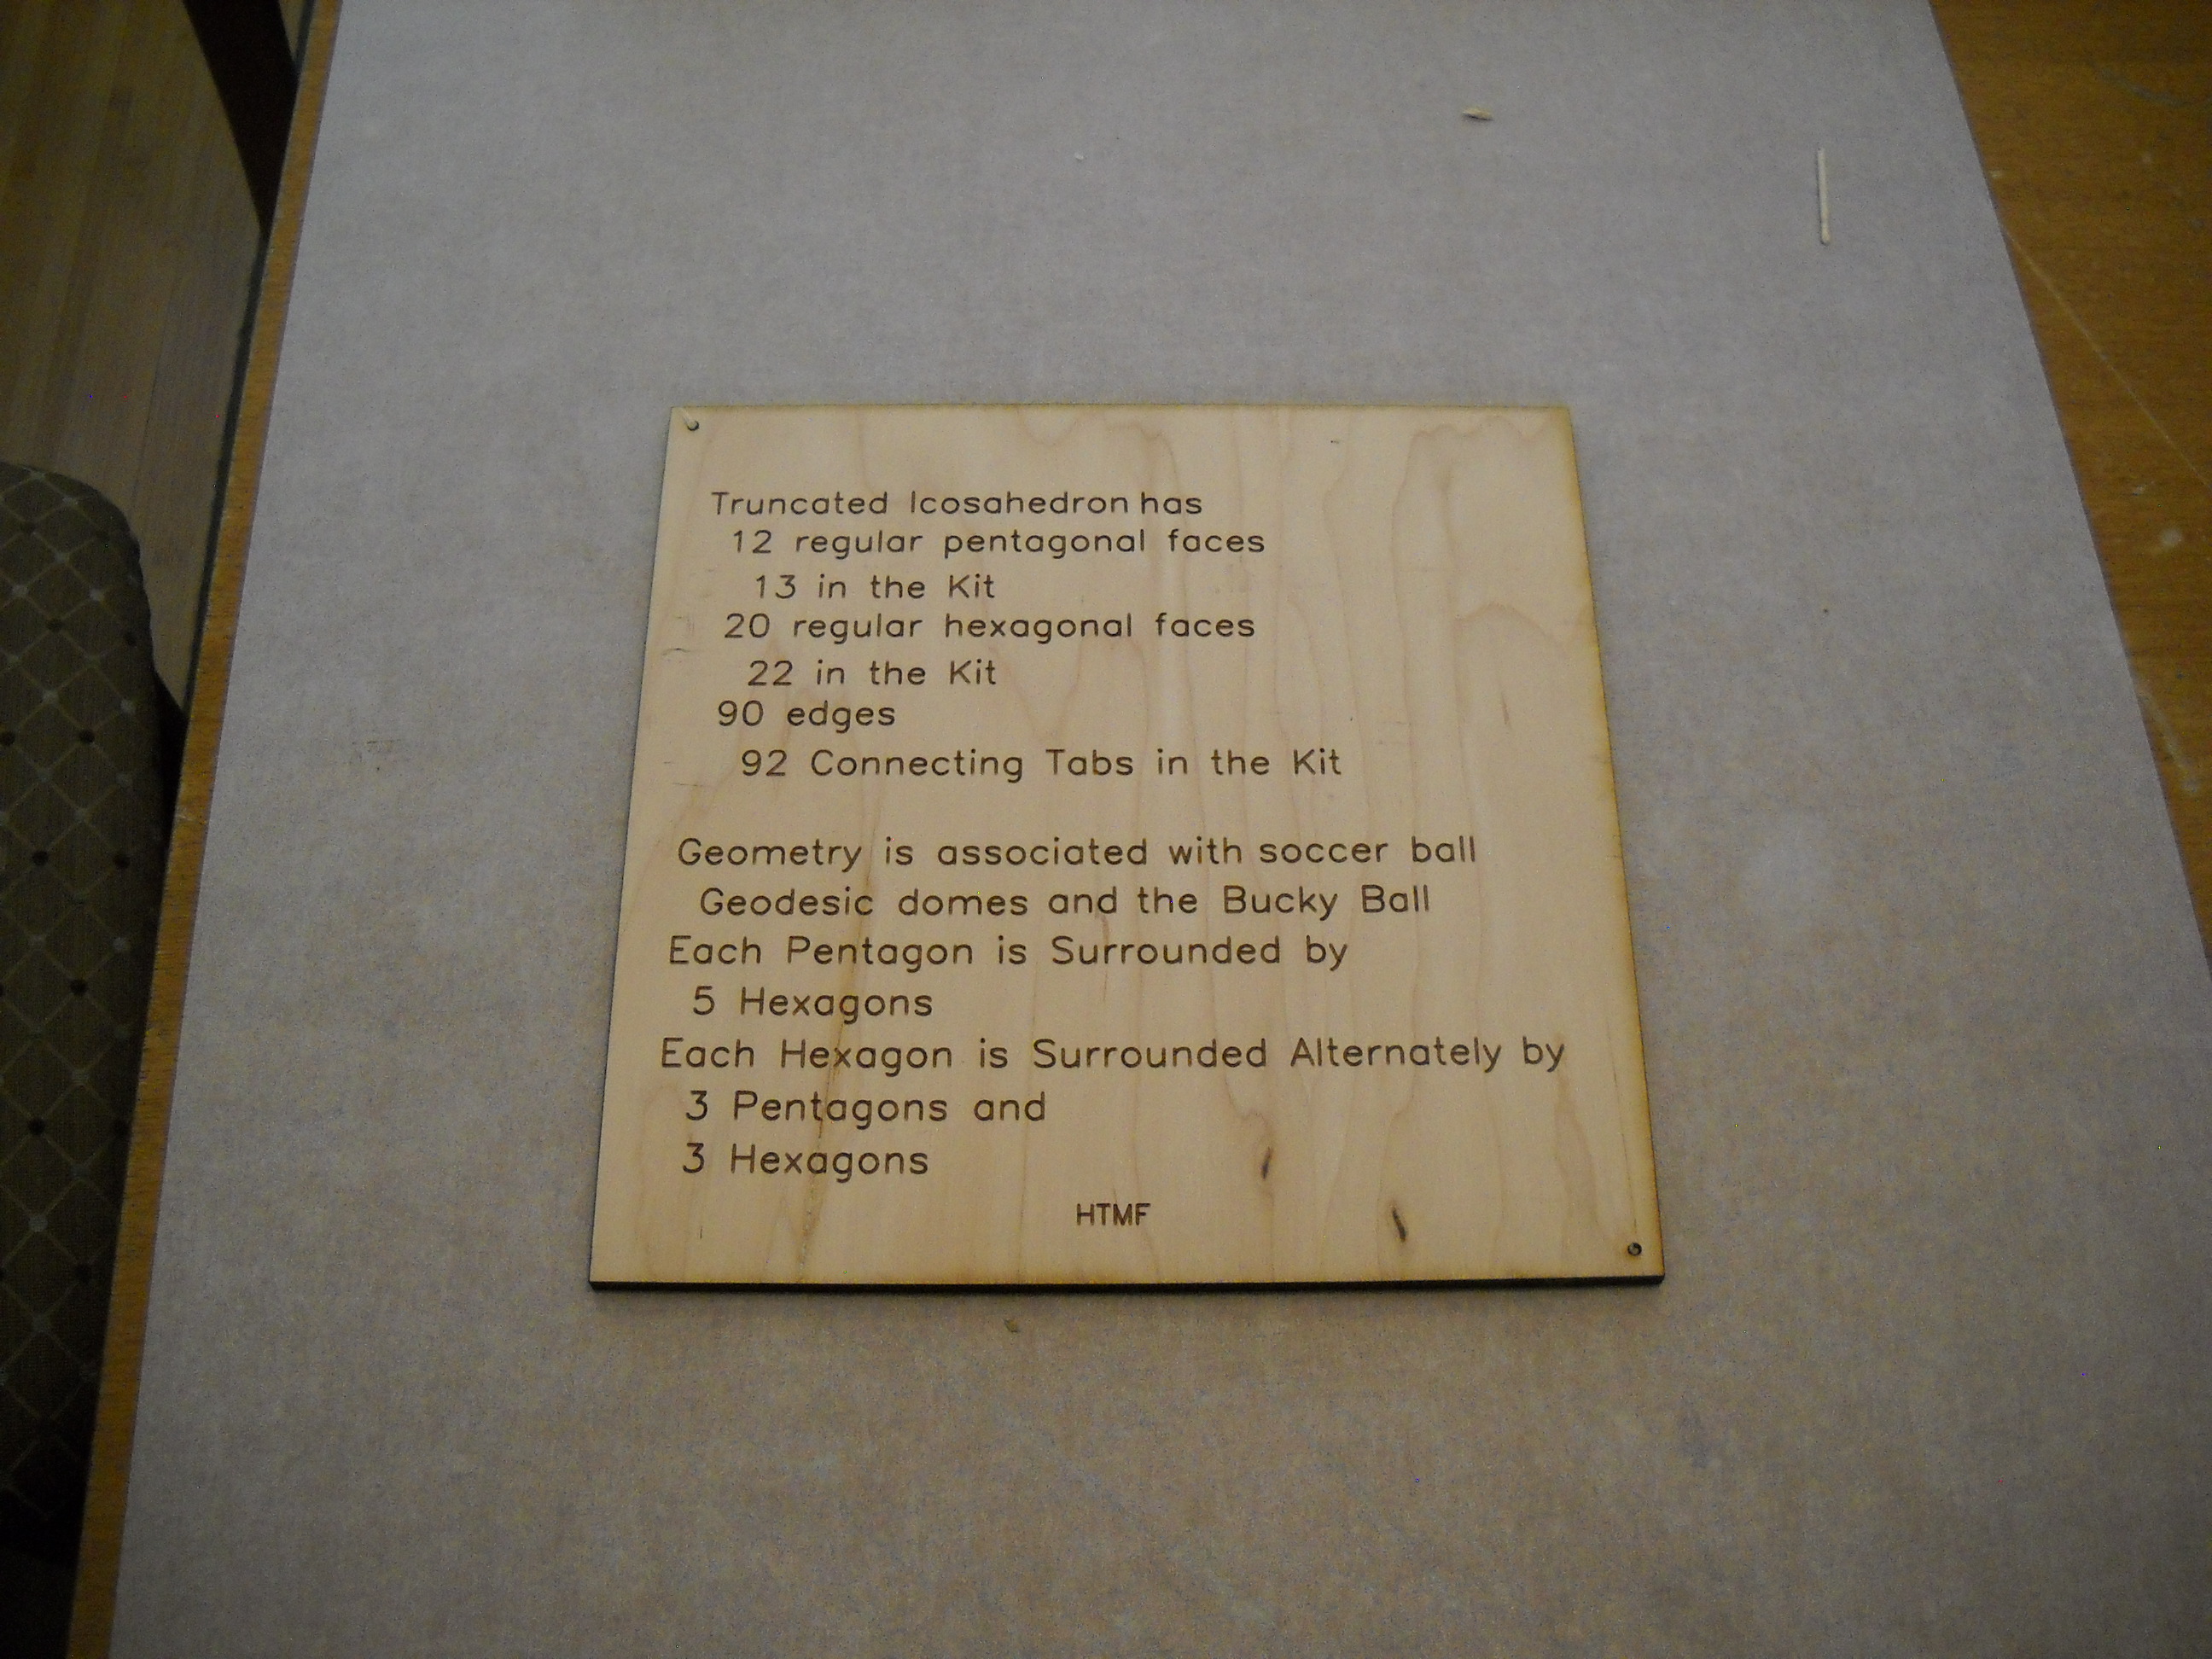 Truncated Icosahedron has
12 regular pentagonal faces
13 in the Kit
20 regular hexagonal faces
22 in the Kit
90 edges
92 Connecting Tabs in the Kit
Geometry is associated with soccer ball
Geodesic domes and the Bucky Ball
Each Pentagon is Surrounded by
5 Hexagons
Each Hexagon is Surrounded Alternately by
3 Pentagons and
3 Hexagons
HTMF